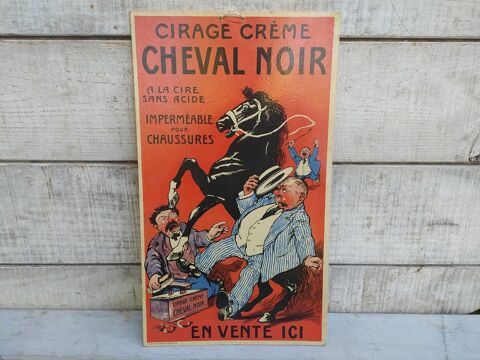 CIRAGE CRÈME
CHEVAL NOIR
A LA CIRE
SANS ACIDE
IMPERMÉABLE
POUR
CHAUSSURES
CIRAGE CRÈME
CHEVAL NOIR
EN VENTE ICI